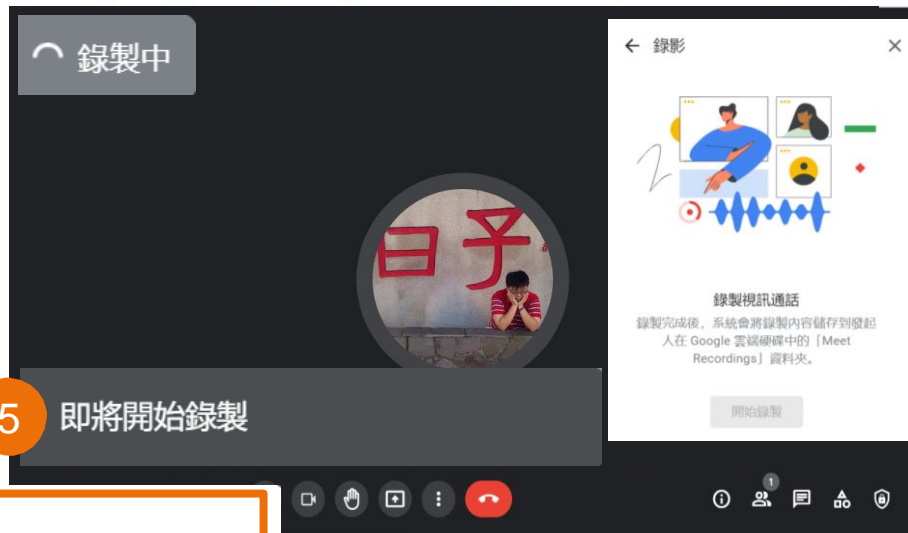 錄製中
錄影
日子
錄製視訊通話
錄製完成後，系統會將錄製內容儲存到發起
人在 Google 雲端硬碟中的「Meet
Recordings」資料夾。
開始錄製
5
即將開始錄製
1